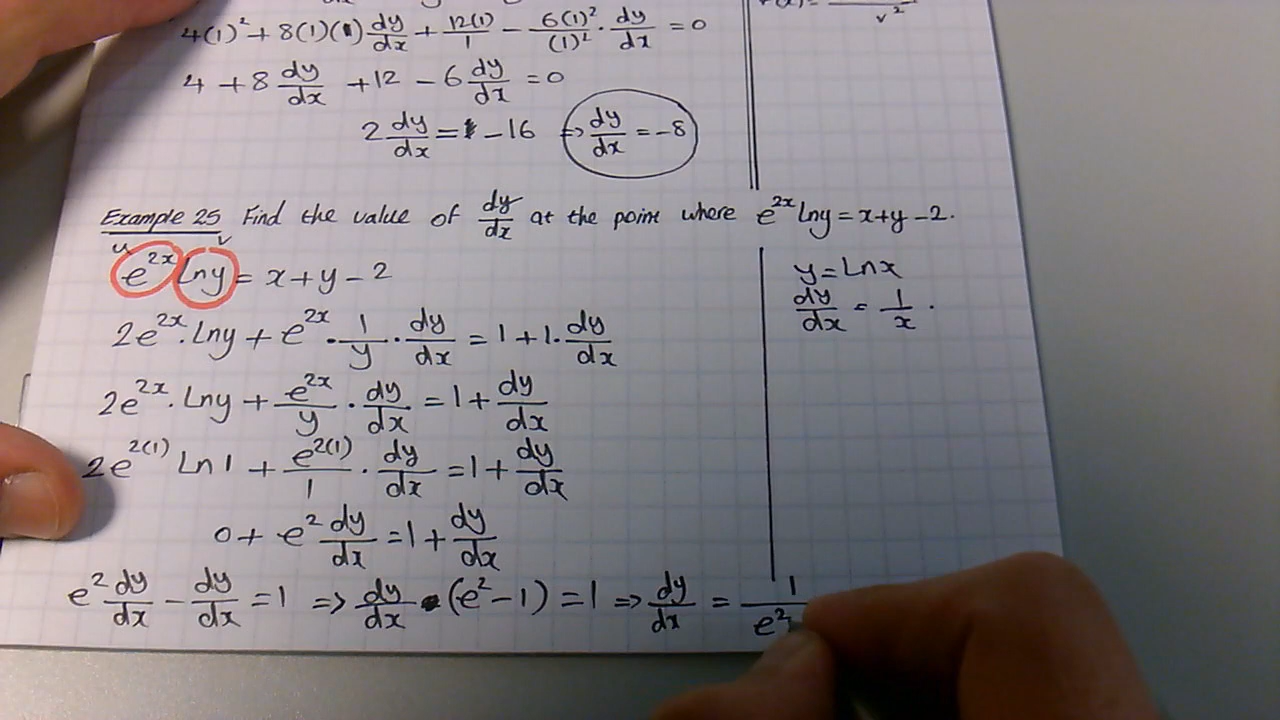 4(1)² + 8(1)(1) dy/dx + 12(1)/1 - 6(1)²/(1)² · dy/dx = 0
4 + 8 dy/dx + 12 - 6 dy/dx = 0
2 dy/dx = -16 => dy/dx = -8
v²
Example 25 Find the value of dy/dx at the point where e^2x lny = x+y-2.
u v
e^2x Lny = x + y - 2
2e^2x · Lny + e^2x · 1/y · dy/dx = 1 + 1 · dy/dx
2e^2x · Lny + e^2x/y · dy/dx = 1 + dy/dx
2e^2(1) Ln1 + e^2(1)/1 · dy/dx = 1 + dy/dx
0 + e² dy/dx = 1 + dy/dx
e² dy/dx - dy/dx = 1 => dy/dx (e² - 1) = 1 => dy/dx = 1/e²
y = Lnx
dy/dx = 1/x .